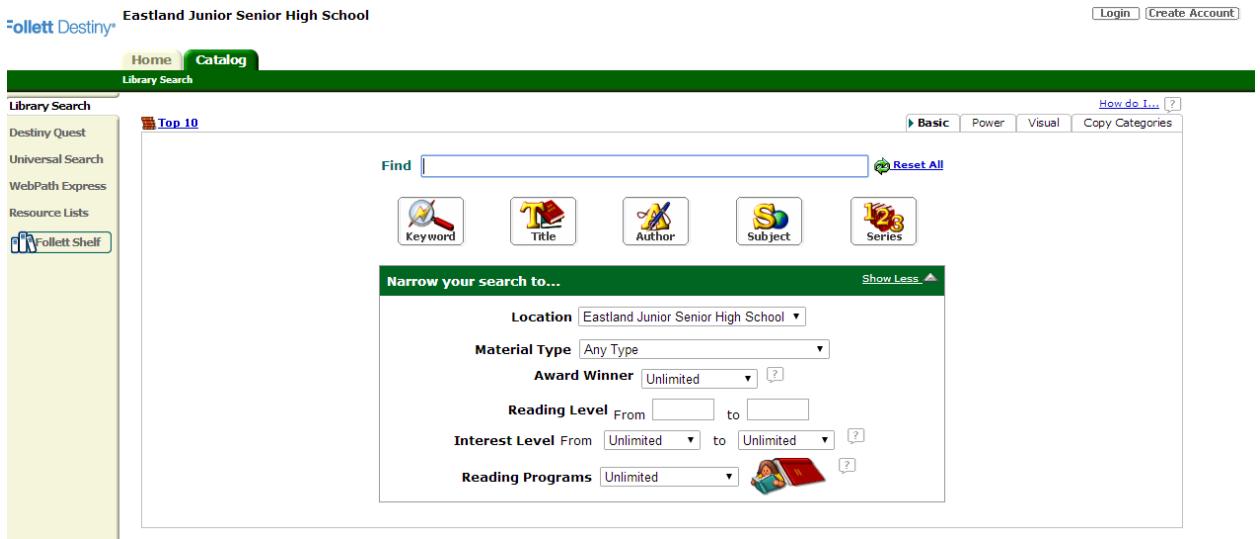 Eastland Junior Senior High School
Login Create Account
Follett Destiny®
Home Catalog
Library Search
Library Search
Destiny Quest
Universal Search
WebPath Express
Resource Lists
Follett Shelf
How do I... ?
Top 10
Basic Power Visual Copy Categories
Find
Reset All
Keyword Title Author Subject Series
Narrow your search to... Show Less
Location Eastland Junior Senior High School
Material Type Any Type
Award Winner Unlimited ?
Reading Level From to
Interest Level From Unlimited to Unlimited ?
Reading Programs Unlimited ?